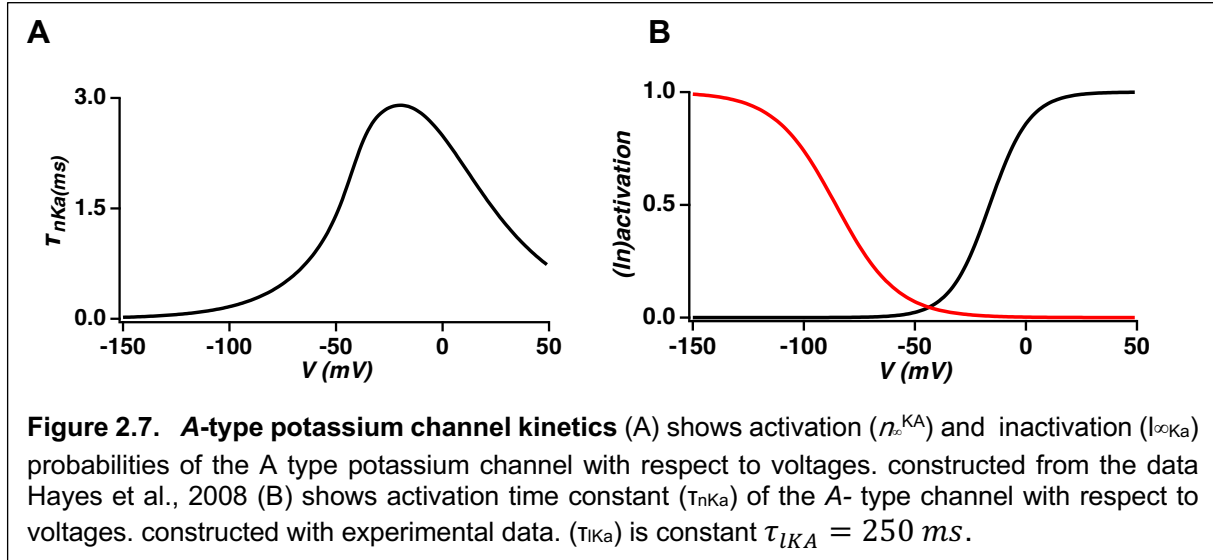 A
B
3.0
1.5
0.0
τnKa(ms)
-150 -100 -50 0 50
V (mV)
1.0
0.5
0.0
(In)activation
-150 -100 -50 0 50
V (mV)
Figure 2.7. A-type potassium channel kinetics (A) shows activation (n∞KA) and inactivation (l∞Ka)
probabilities of the A type potassium channel with respect to voltages. constructed from the data
Hayes et al., 2008 (B) shows activation time constant (τnKa) of the A- type channel with respect to
voltages. constructed with experimental data. (τlKa) is constant τlKA = 250 ms.